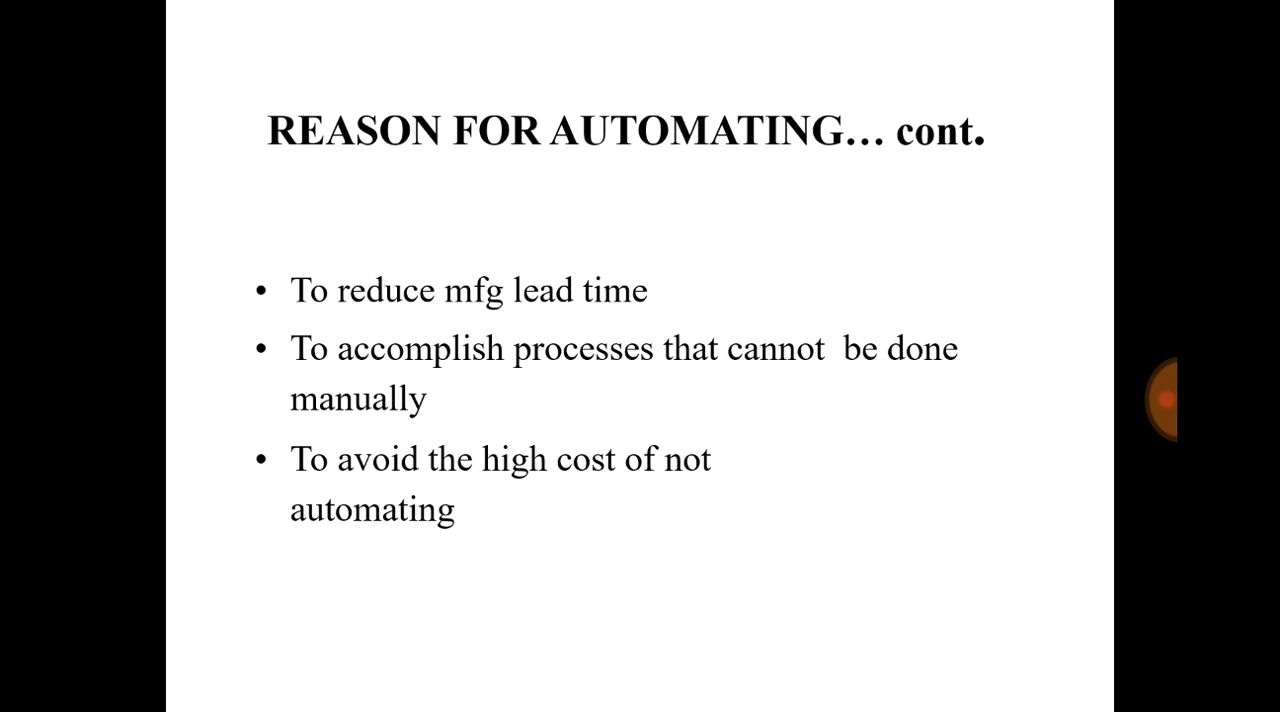 REASON FOR AUTOMATING... cont.
• To reduce mfg lead time
• To accomplish processes that cannot  be done
manually
• To avoid the high cost of not
automating